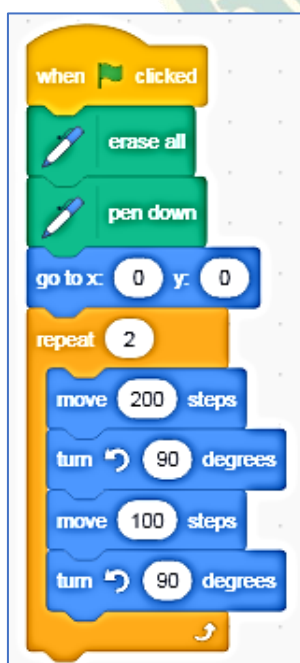 when clicked
erase all
pen down
go to x: 0 y: 0
repeat 2
move 200 steps
turn 90 degrees
move 100 steps
turn 90 degrees